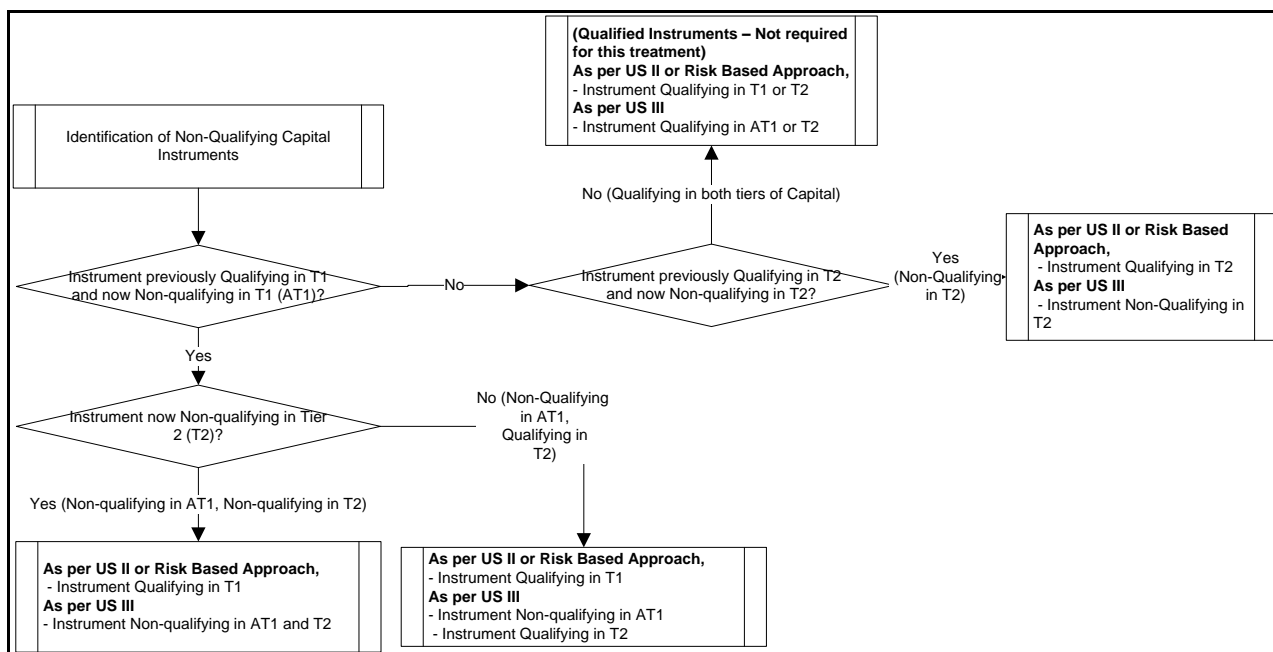 (Qualified Instruments – Not required
for this treatment)
As per US II or Risk Based Approach,
- Instrument Qualifying in T1 or T2
As per US III
- Instrument Qualifying in AT1 or T2
Identification of Non-Qualifying Capital
Instruments
No (Qualifying in both tiers of Capital)
Instrument previously Qualifying in T1
and now Non-qualifying in T1 (AT1)?
No
Instrument previously Qualifying in T2
and now Non-qualifying in T2?
Yes
(Non-Qualifying
in T2)
As per US II or Risk Based
Approach,
- Instrument Qualifying in T2
As per US III
- Instrument Non-Qualifying in
T2
Yes
Instrument now Non-qualifying in Tier
2 (T2)?
No (Non-Qualifying
in AT1,
Qualifying in
T2)
Yes (Non-qualifying in AT1, Non-qualifying in T2)
As per US II or Risk Based Approach,
- Instrument Qualifying in T1
As per US III
- Instrument Non-qualifying in AT1 and T2
As per US II or Risk Based Approach,
- Instrument Qualifying in T1
As per US III
- Instrument Non-qualifying in AT1
- Instrument Qualifying in T2